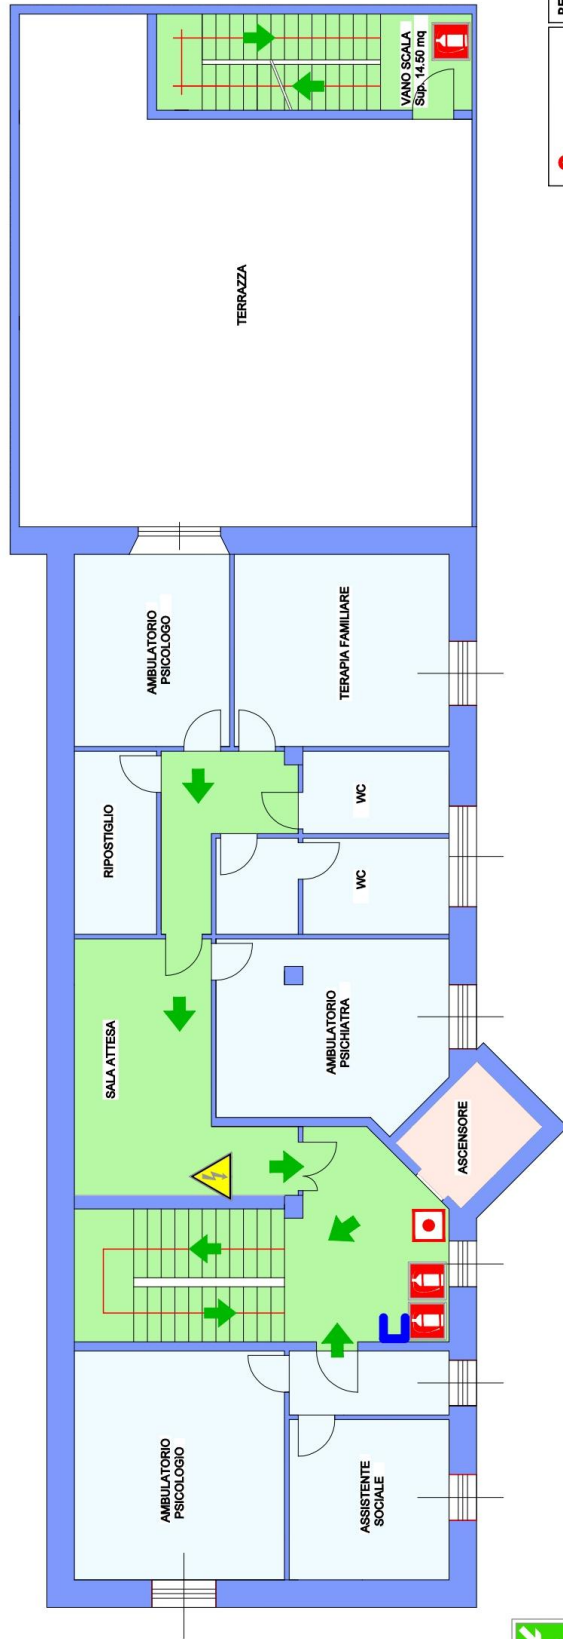 VANO SCALA
Sup. 14.50 mq
TERRAZZA
AMBULATORIO
PSICOLOGO
TERAPIA FAMILIARE
RIPOSTIGLIO
WC
WC
SALA ATTESA
AMBULATORIO
PSICHIATRA
ASCENSORE
AMBULATORIO
PSICOLOGIO
ASSISTENTE
SOCIALE